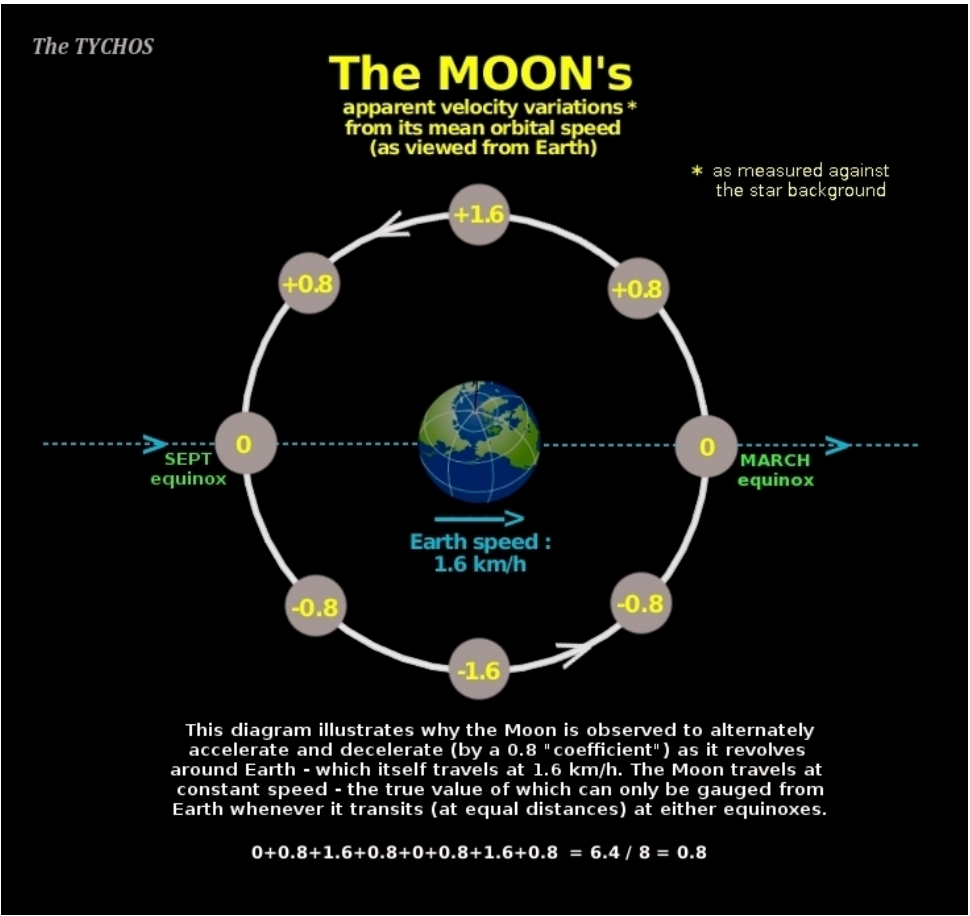 The TYCHOS
The MOON's
apparent velocity variations *
from its mean orbital speed
(as viewed from Earth)
* as measured against
the star background
+1.6
+0.8
+0.8
0
0
SEPT
equinox
MARCH
equinox
Earth speed :
1.6 km/h
-0.8
-0.8
-1.6
This diagram illustrates why the Moon is observed to alternately
accelerate and decelerate (by a 0.8 "coefficient") as it revolves
around Earth - which itself travels at 1.6 km/h. The Moon travels at
constant speed - the true value of which can only be gauged from
Earth whenever it transits (at equal distances) at either equinoxes.
0+0.8+1.6+0.8+0+0.8+1.6+0.8 = 6.4 / 8 = 0.8